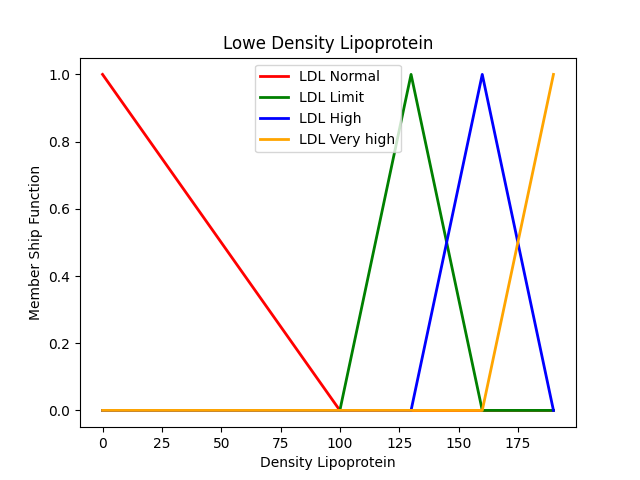 Lowe Density Lipoprotein
LDL Normal
LDL Limit
LDL High
LDL Very high
Member Ship Function
1.0
0.8
0.6
0.4
0.2
0.0
0 25 50 75 100 125 150 175
Density Lipoprotein